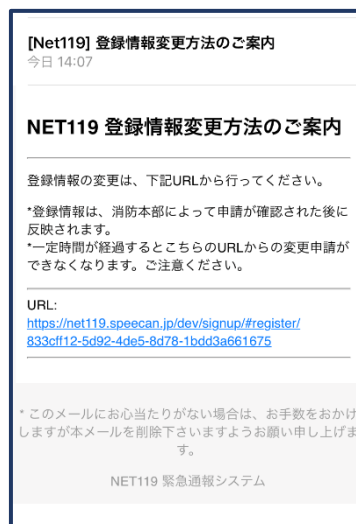 [Net119] 登録情報変更方法のご案内
今日 14:07
NET119 登録情報変更方法のご案内
登録情報の変更は、下記URLから行ってください。
*登録情報は、消防本部によって申請が確認された後に
反映されます。
*一定時間が経過するとこちらのURLからの変更申請が
できなくなります。ご注意ください。
URL:
https://net119.speecan.jp/dev/signup/#register/
833cff12-5d92-4de5-8d78-1bdd3a661675
* このメールにお心当たりがない場合は、お手数をおかけ
しますが本メールを削除下さいますようお願い申し上げま
す。
NET119 緊急通報システム